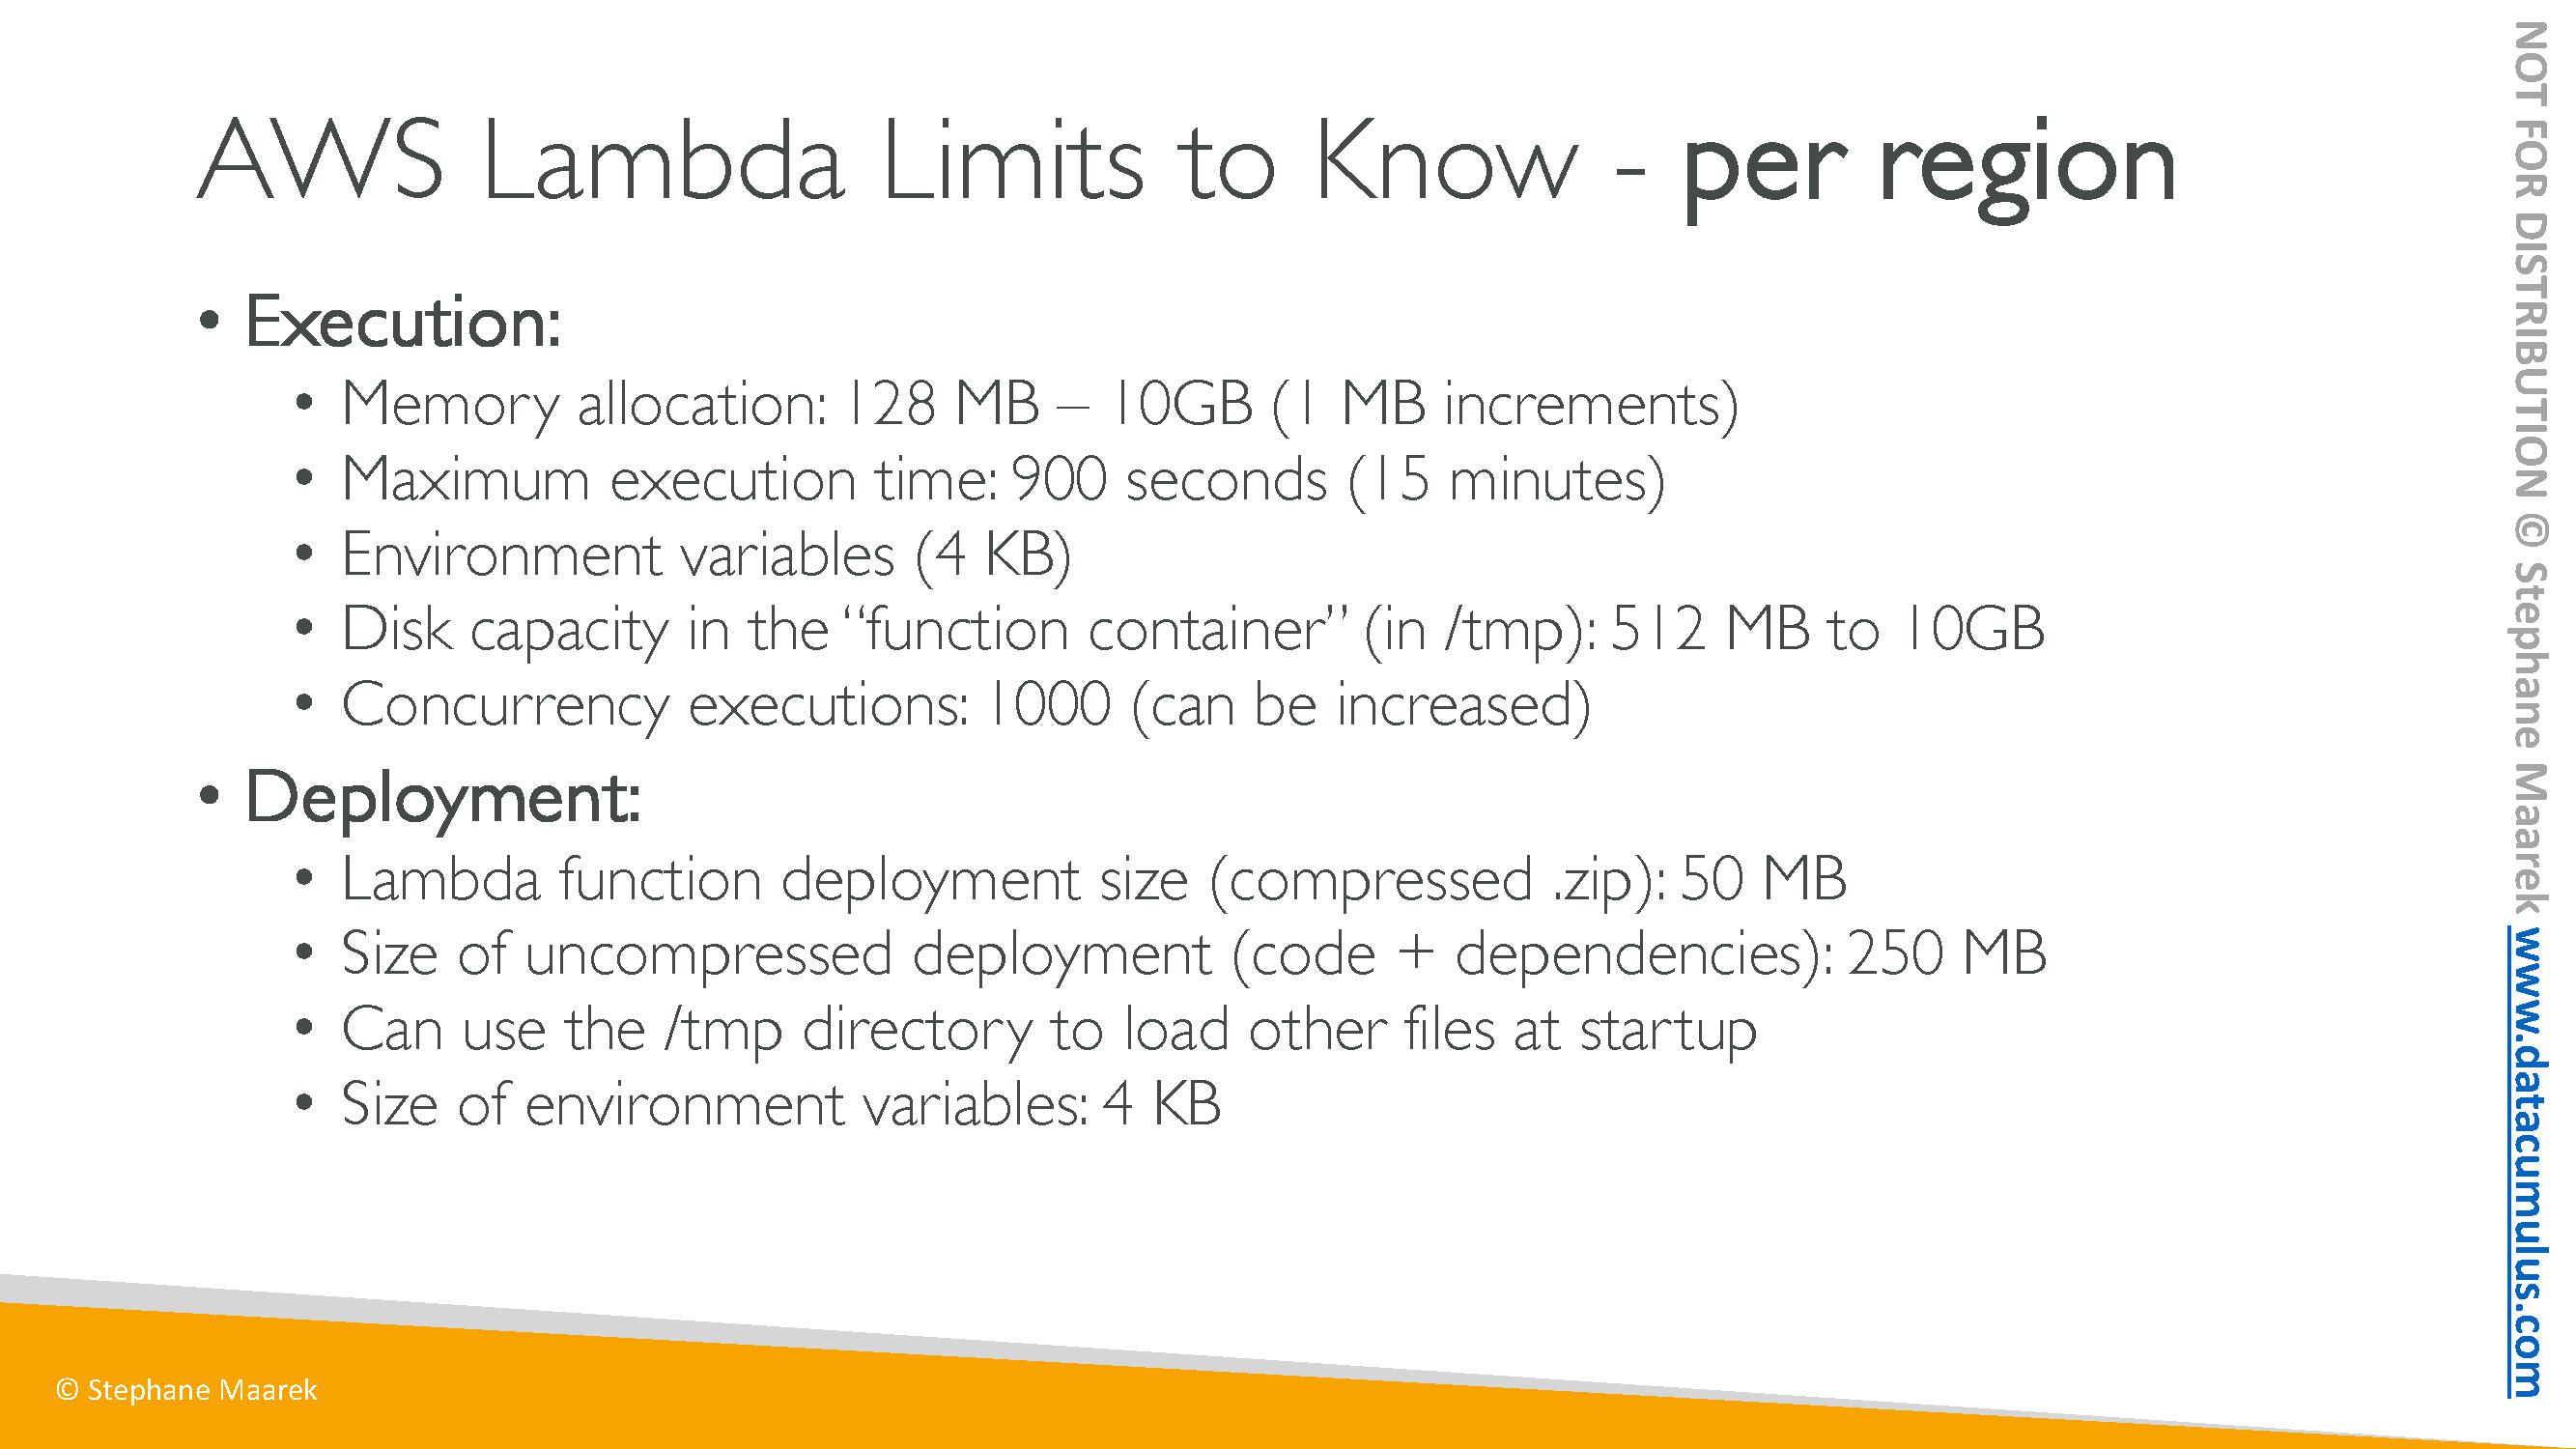 AWS Lambda Limits to Know - per region
• Execution:
• Memory allocation: 128 MB – 10GB (1 MB increments)
• Maximum execution time: 900 seconds (15 minutes)
• Environment variables (4 KB)
• Disk capacity in the “function container” (in /tmp): 512 MB to 10GB
• Concurrency executions: 1000 (can be increased)
• Deployment:
• Lambda function deployment size (compressed .zip): 50 MB
• Size of uncompressed deployment (code + dependencies): 250 MB
• Can use the /tmp directory to load other files at startup
• Size of environment variables: 4 KB
© Stephane Maarek
NOT FOR DISTRIBUTION © Stephane Maarek www.datacumulus.com